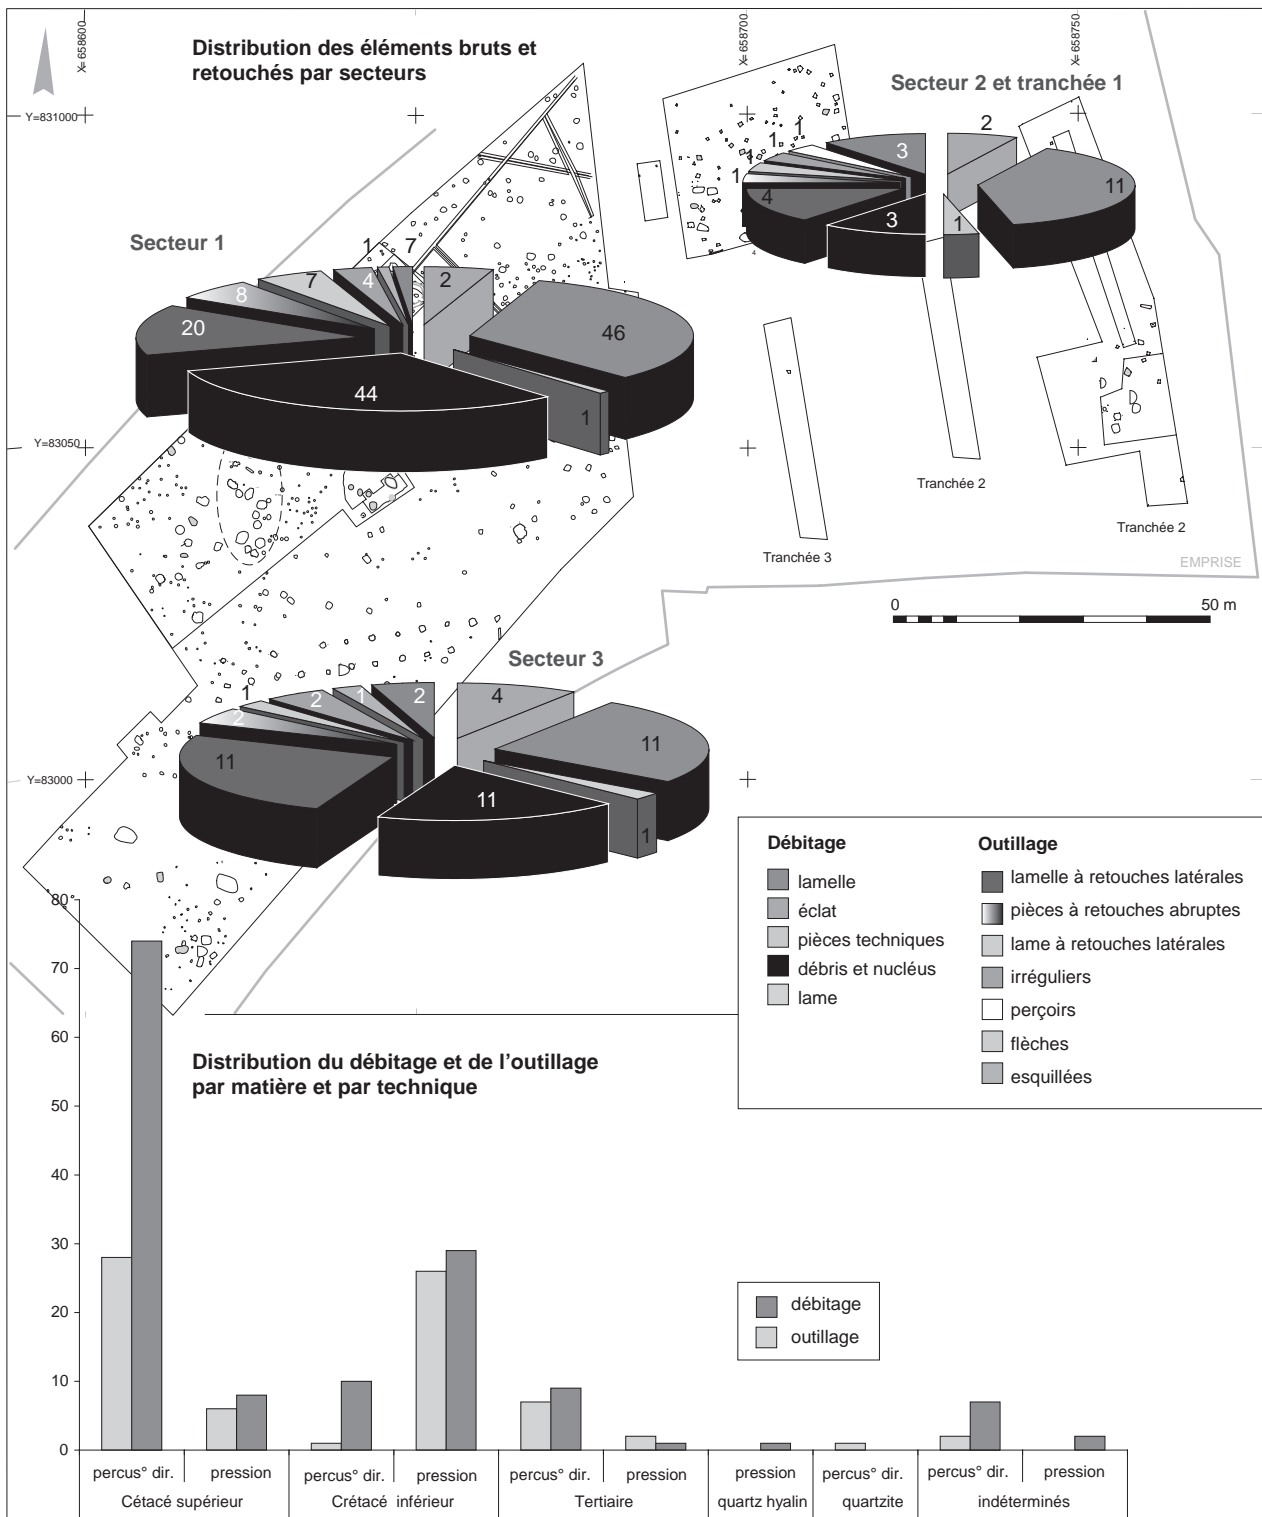 X= 658600
X= 658700
X= 658750
Distribution des éléments bruts et
retouchés par secteurs
Secteur 2 et tranchée 1
Y=831000
2
11
1
3
4
1
1
1
1
3
4
Secteur 1
1
7
2
4
7
8
20
46
44
1
Y=83050
Tranchée 2
Tranchée 2
Tranchée 3
EMPRISE
0
50 m
Secteur 3
4
11
1
11
11
2
1
2
1
2
Y=83000
Débitage
lamelle
éclat
pièces techniques
débris et nucléus
lame
Outillage
lamelle à retouches latérales
pièces à retouches abruptes
lame à retouches latérales
irréguliers
perçoirs
flèches
esquillées
Distribution du débitage et de l'outillage
par matière et par technique
80
70
60
50
40
30
20
10
0
débitage
outillage
percus° dir.
pression
percus° dir.
pression
percus° dir.
pression
pression
percus° dir.
percus° dir.
pression
Cétacé supérieur
Crétacé inférieur
Tertiaire
quartz hyalin
quartzite
indéterminés